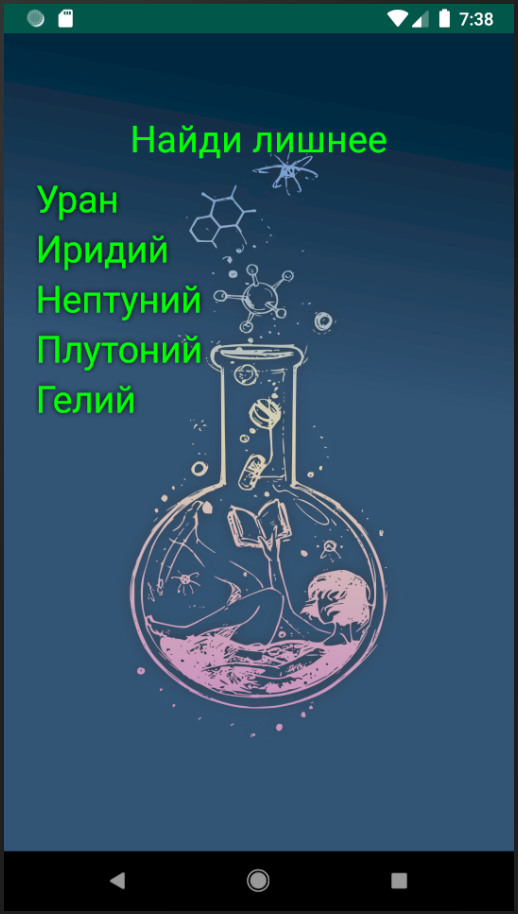 7:38
Найди лишнее
Уран
Иридий
Нептуний
Плутоний
Гелий